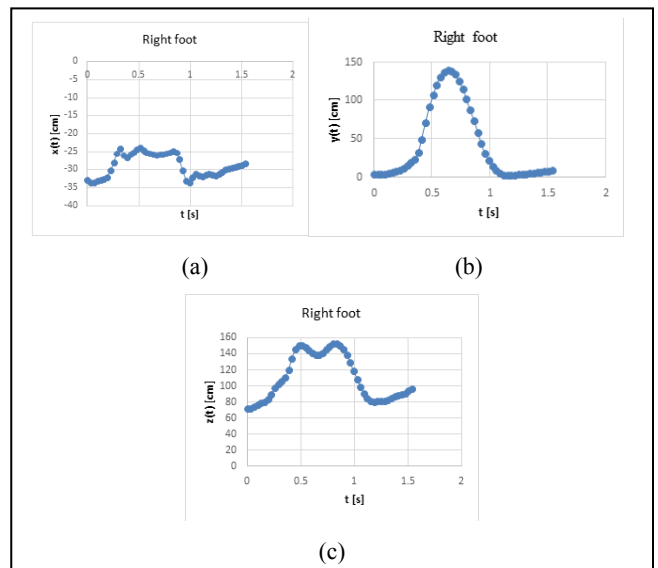 Right foot
0
-5
-10
-15
-20
-25
-30
-35
-40
0 0.5 1 1.5 2
x(t) [cm]
t [s]
(a)
Right foot
150
100
50
0
0 0.5 1 1.5 2
y(t) [cm]
t [s]
(b)
Right foot
160
140
120
100
80
60
40
20
0
0 0.5 1 1.5 2
z(t) [cm]
t [s]
(c)